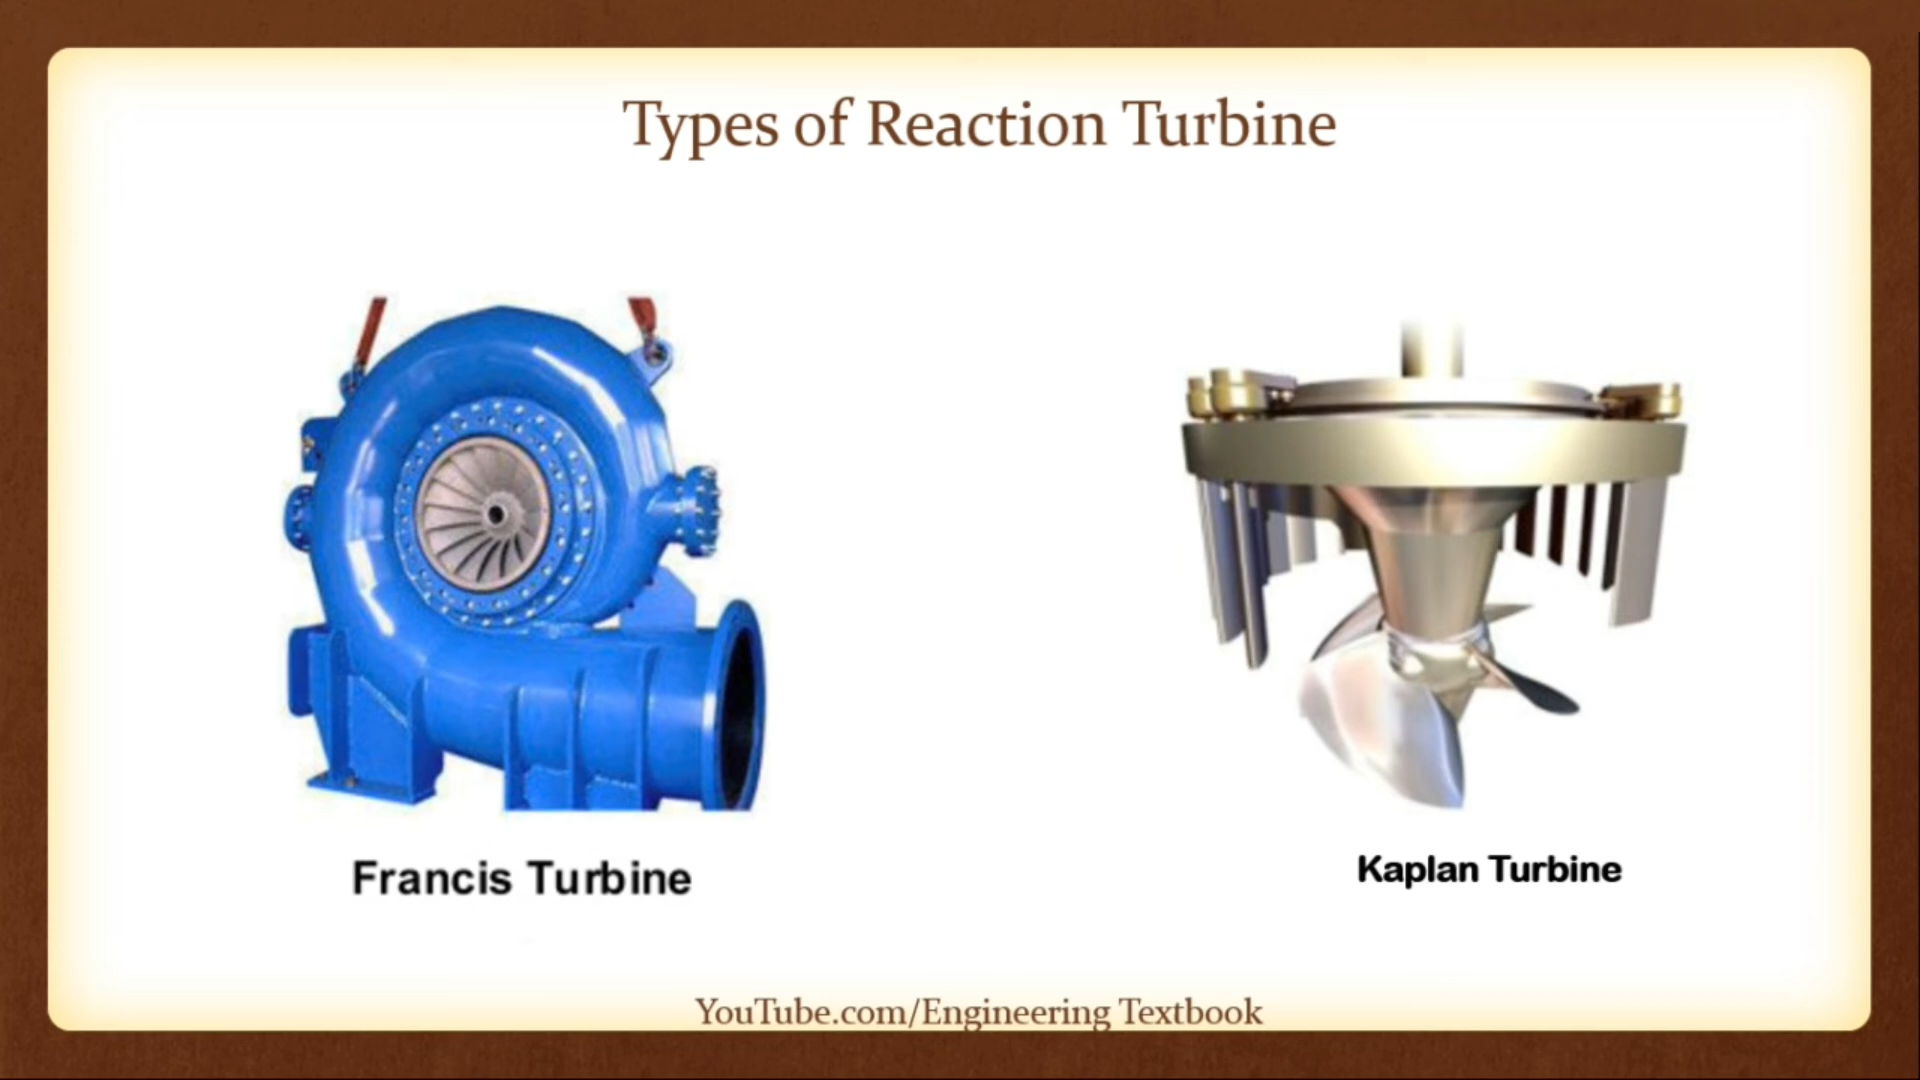 Types of Reaction Turbine
Francis Turbine
Kaplan Turbine
YouTube.com/Engineering Textbook